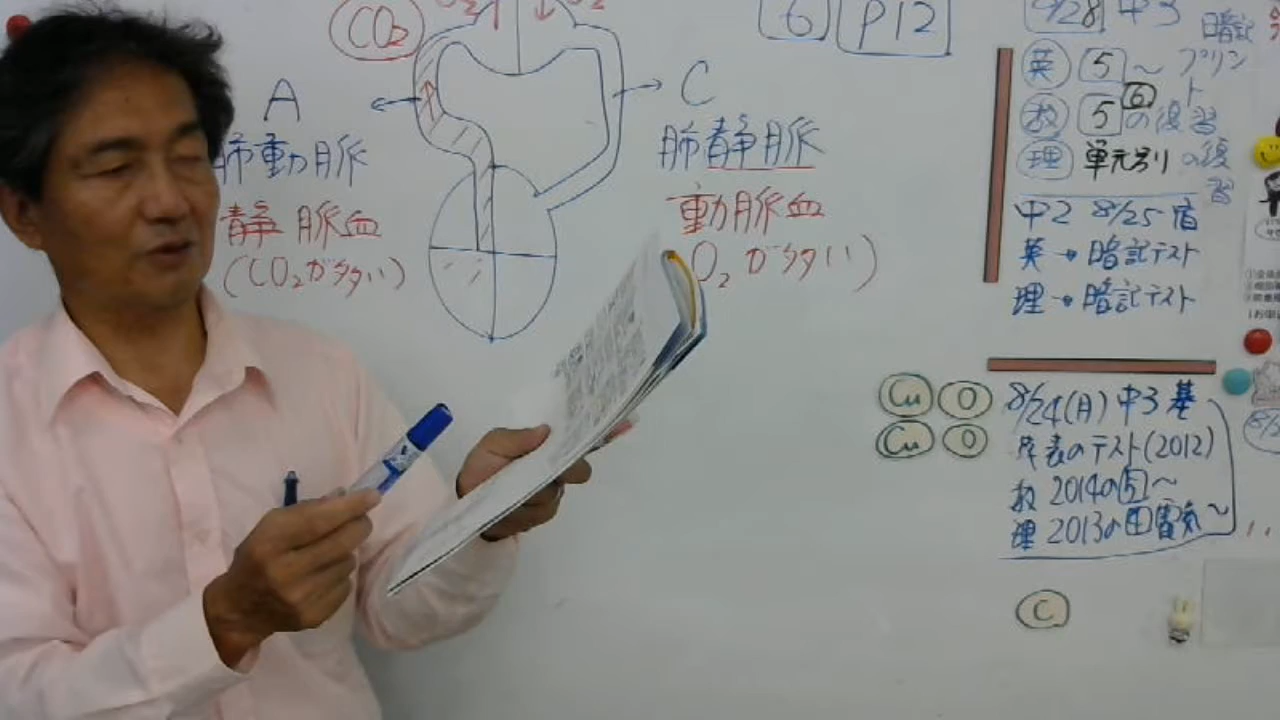 CO₂
6 P12
A
C
肺動脈
静脈血
(CO₂が多い)
肺静脈
動脈血
O₂が多い)
9/28 中3
暗記
英 5～プリント
数 5 6の復習
理 単元別の復習
中2 8/25 宿
英→暗記テスト
理→暗記テスト
Cu O
Cu O
8/24(月)中3 基
表のテスト(2012)
数 2014の5～
理 2013の 電気～
C